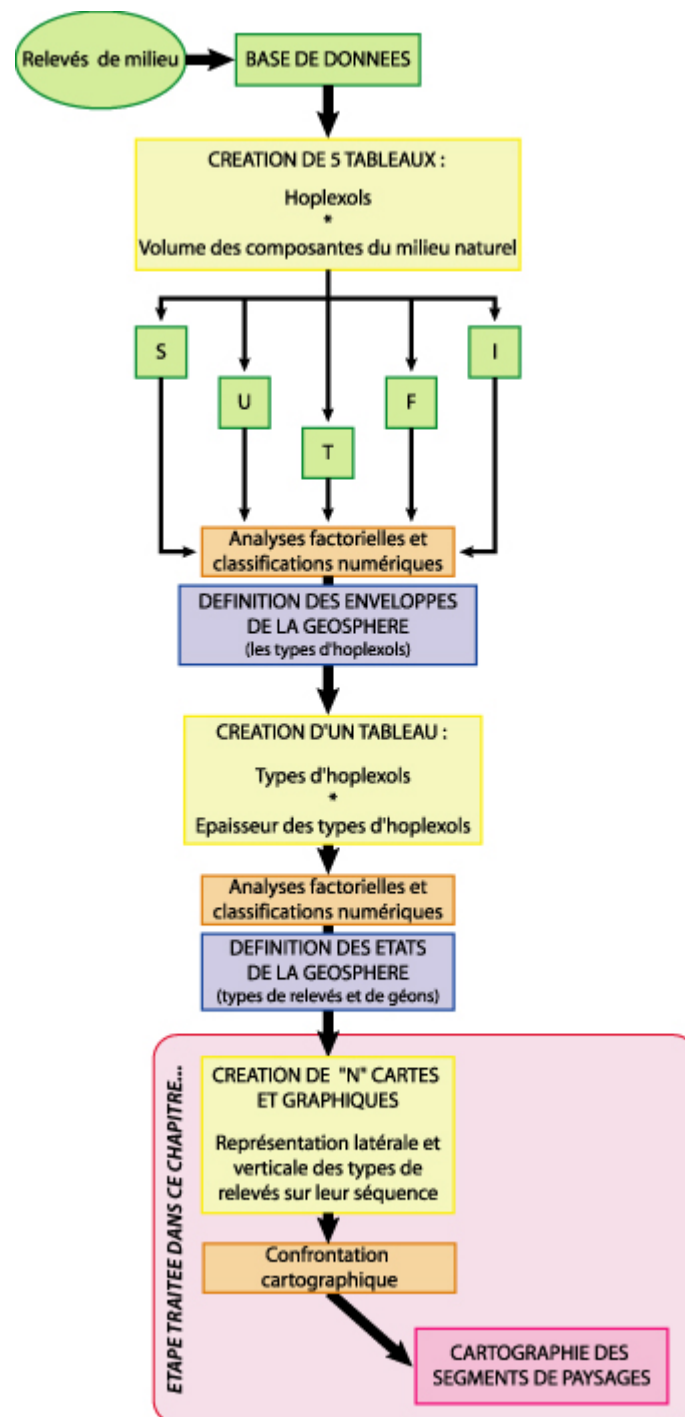 Relevés de milieu
BASE DE DONNEES
CREATION DE 5 TABLEAUX :
Hoplexols
*
Volume des composantes du milieu naturel
S
U
T
F
I
Analyses factorielles et
classifications numériques
DEFINITION DES ENVELOPPES
DE LA GEOSPHERE
(les types d'hoplexols)
CREATION D'UN TABLEAU :
Types d'hoplexols
*
Epaisseur des types d'hoplexols
Analyses factorielles et
classifications numériques
DEFINITION DES ETATS
DE LA GEOSPHERE
(types de relevés et de géons)
ETAPE TRAITEE DANS CE CHAPITRE...
CREATION DE "N" CARTES
ET GRAPHIQUES
Représentation latérale et
verticale des types de
relevés sur leur séquence
Confrontation
cartographique
CARTOGRAPHIE DES
SEGMENTS DE PAYSAGES